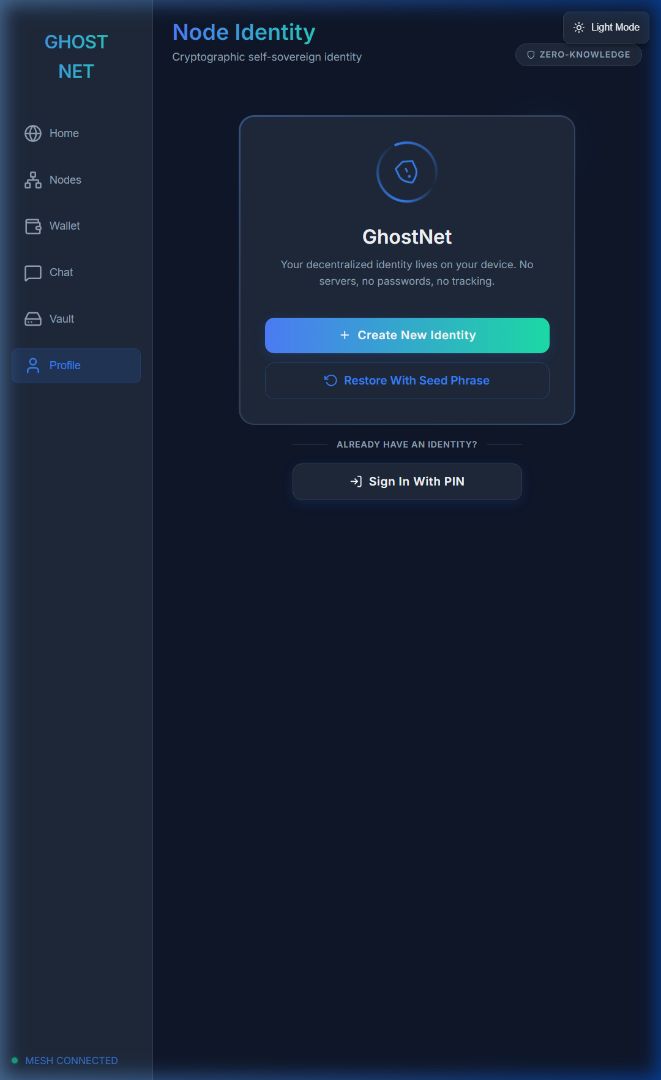 GHOST
NET
Home
Nodes
Wallet
Chat
Vault
Profile
MESH CONNECTED
Node Identity
Cryptographic self-sovereign identity
Light Mode
ZERO-KNOWLEDGE
GhostNet
Your decentralized identity lives on your device. No
servers, no passwords, no tracking.
+ Create New Identity
Restore With Seed Phrase
ALREADY HAVE AN IDENTITY?
Sign In With PIN